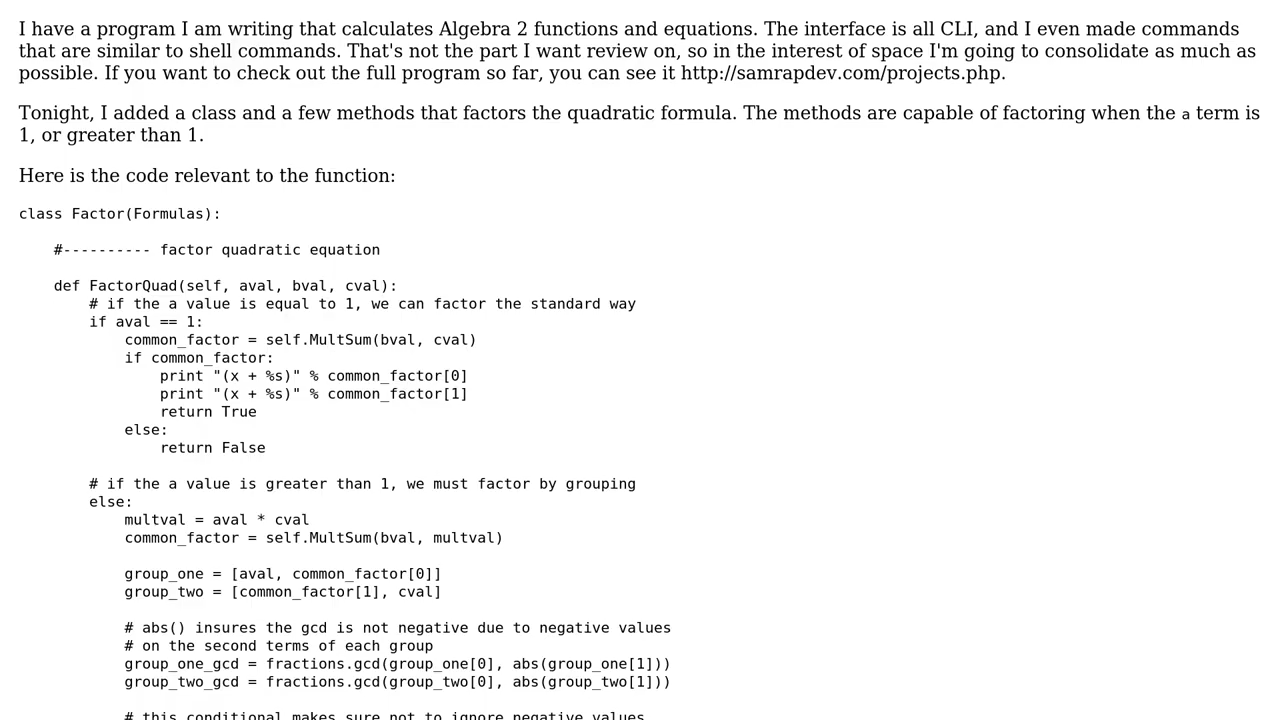 I have a program I am writing that calculates Algebra 2 functions and equations. The interface is all CLI, and I even made commands
that are similar to shell commands. That's not the part I want review on, so in the interest of space I'm going to consolidate as much as
possible. If you want to check out the full program so far, you can see it http://samrapdev.com/projects.php.
Tonight, I added a class and a few methods that factors the quadratic formula. The methods are capable of factoring when the a term is
1, or greater than 1.
Here is the code relevant to the function:
class Factor(Formulas):
    #---------- factor quadratic equation
    def FactorQuad(self, aval, bval, cval):
        # if the a value is equal to 1, we can factor the standard way
        if aval == 1:
            common_factor = self.MultSum(bval, cval)
            if common_factor:
                print "(x + %s)" % common_factor[0]
                print "(x + %s)" % common_factor[1]
                return True
            else:
                return False
        # if the a value is greater than 1, we must factor by grouping
        else:
            multval = aval * cval
            common_factor = self.MultSum(bval, multval)
            group_one = [aval, common_factor[0]]
            group_two = [common_factor[1], cval]
            # abs() insures the gcd is not negative due to negative values
            # on the second terms of each group
            group_one_gcd = fractions.gcd(group_one[0], abs(group_one[1]))
            group_two_gcd = fractions.gcd(group_two[0], abs(group_two[1]))
            # this conditional makes sure not to ignore negative values